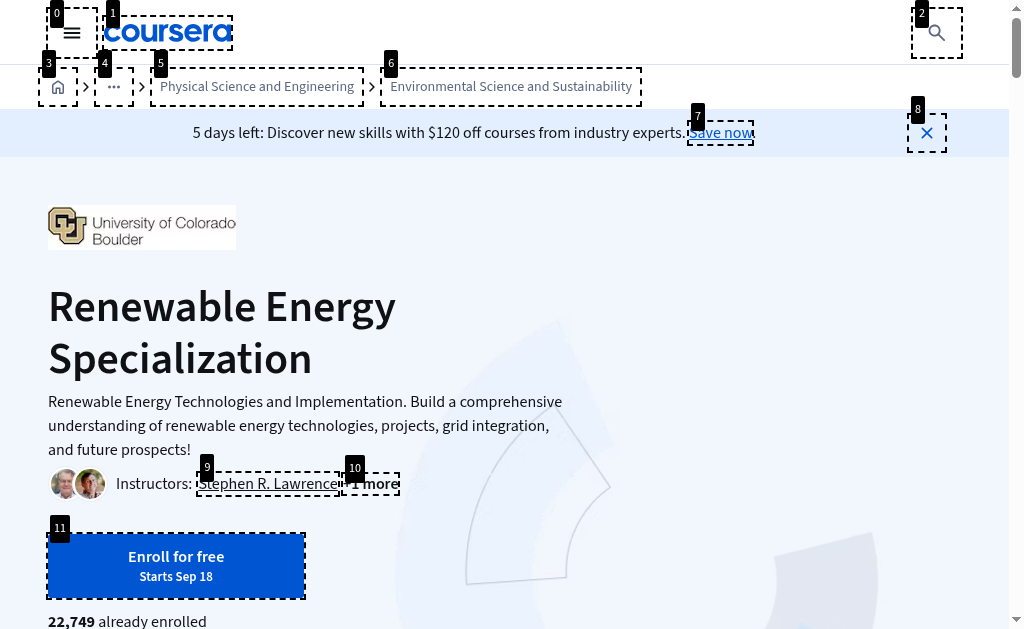 0
1
coursera
2
3
4
5
Physical Science and Engineering
6
Environmental Science and Sustainability
5 days left: Discover new skills with $120 off courses from industry experts.
7
Save now
8
University of Colorado
Boulder
Renewable Energy
Specialization
Renewable Energy Technologies and Implementation. Build a comprehensive
understanding of renewable energy technologies, projects, grid integration,
and future prospects!
Instructors:
9
Stephen R. Lawrence
10
+1 more
11
Enroll for free
Starts Sep 18
22,749 already enrolled